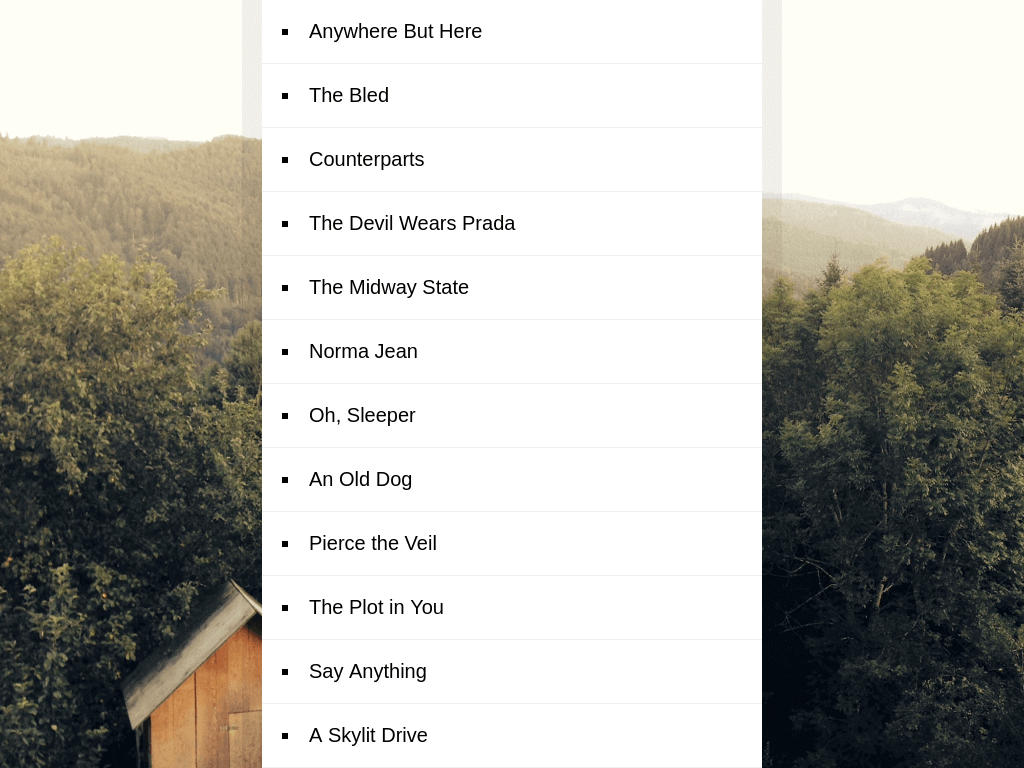 Anywhere But Here
The Bled
Counterparts
The Devil Wears Prada
The Midway State
Norma Jean
Oh, Sleeper
An Old Dog
Pierce the Veil
The Plot in You
Say Anything
A Skylit Drive